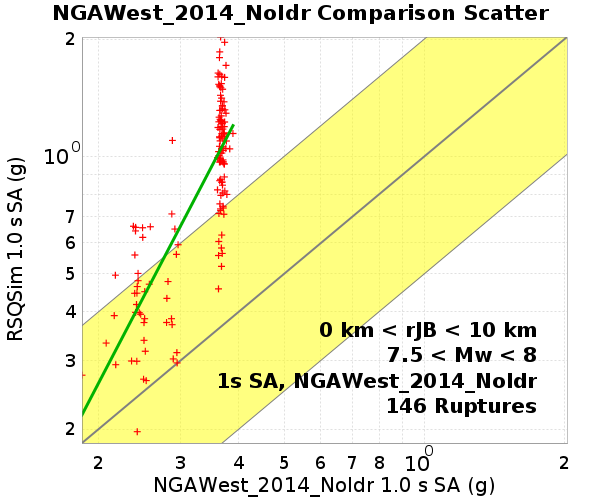 NGAWest_2014_NoIdr Comparison Scatter
RSQSim 1.0 s SA (g)
2
10^0
7
6
5
4
3
2
0 km < rJB < 10 km
7.5 < Mw < 8
1s SA, NGAWest_2014_NoIdr
146 Ruptures
2 3 4 5 6 7 8 10^0 2
NGAWest_2014_NoIdr 1.0 s SA (g)